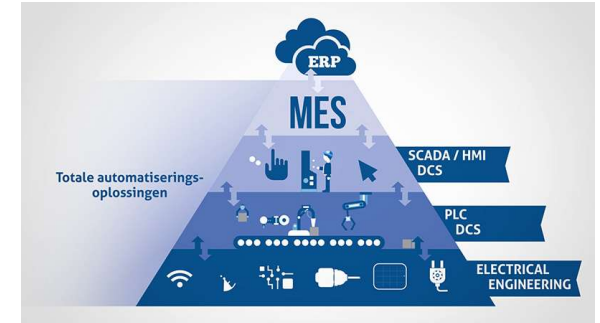 ERP
MES
SCADA / HMI
DCS
Totale automatiserings-
oplossingen
PLC
DCS
ELECTRICAL
ENGINEERING